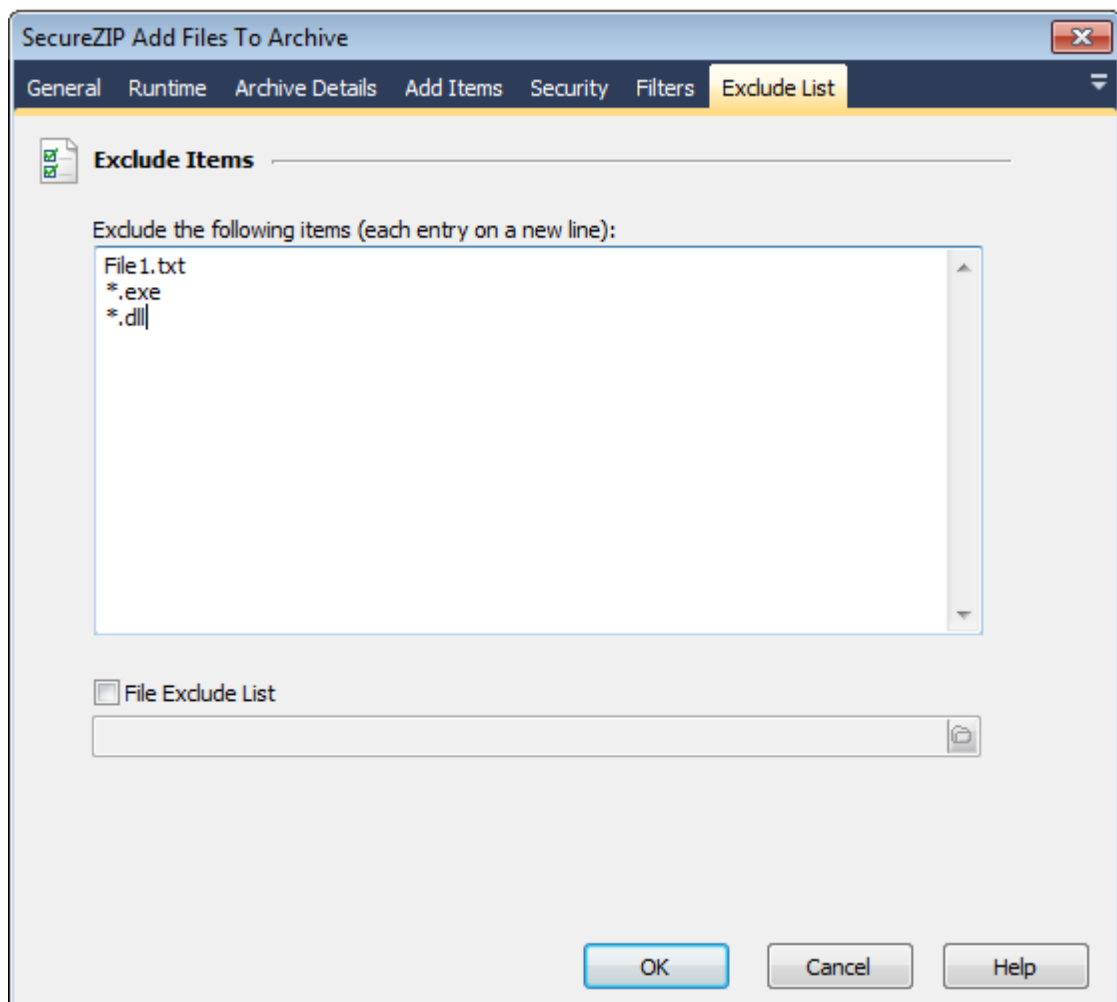 SecureZIP Add Files To Archive
General Runtime Archive Details Add Items Security Filters Exclude List
Exclude Items
Exclude the following items (each entry on a new line):
File1.txt
*.exe
*.dll
File Exclude List
OK Cancel Help